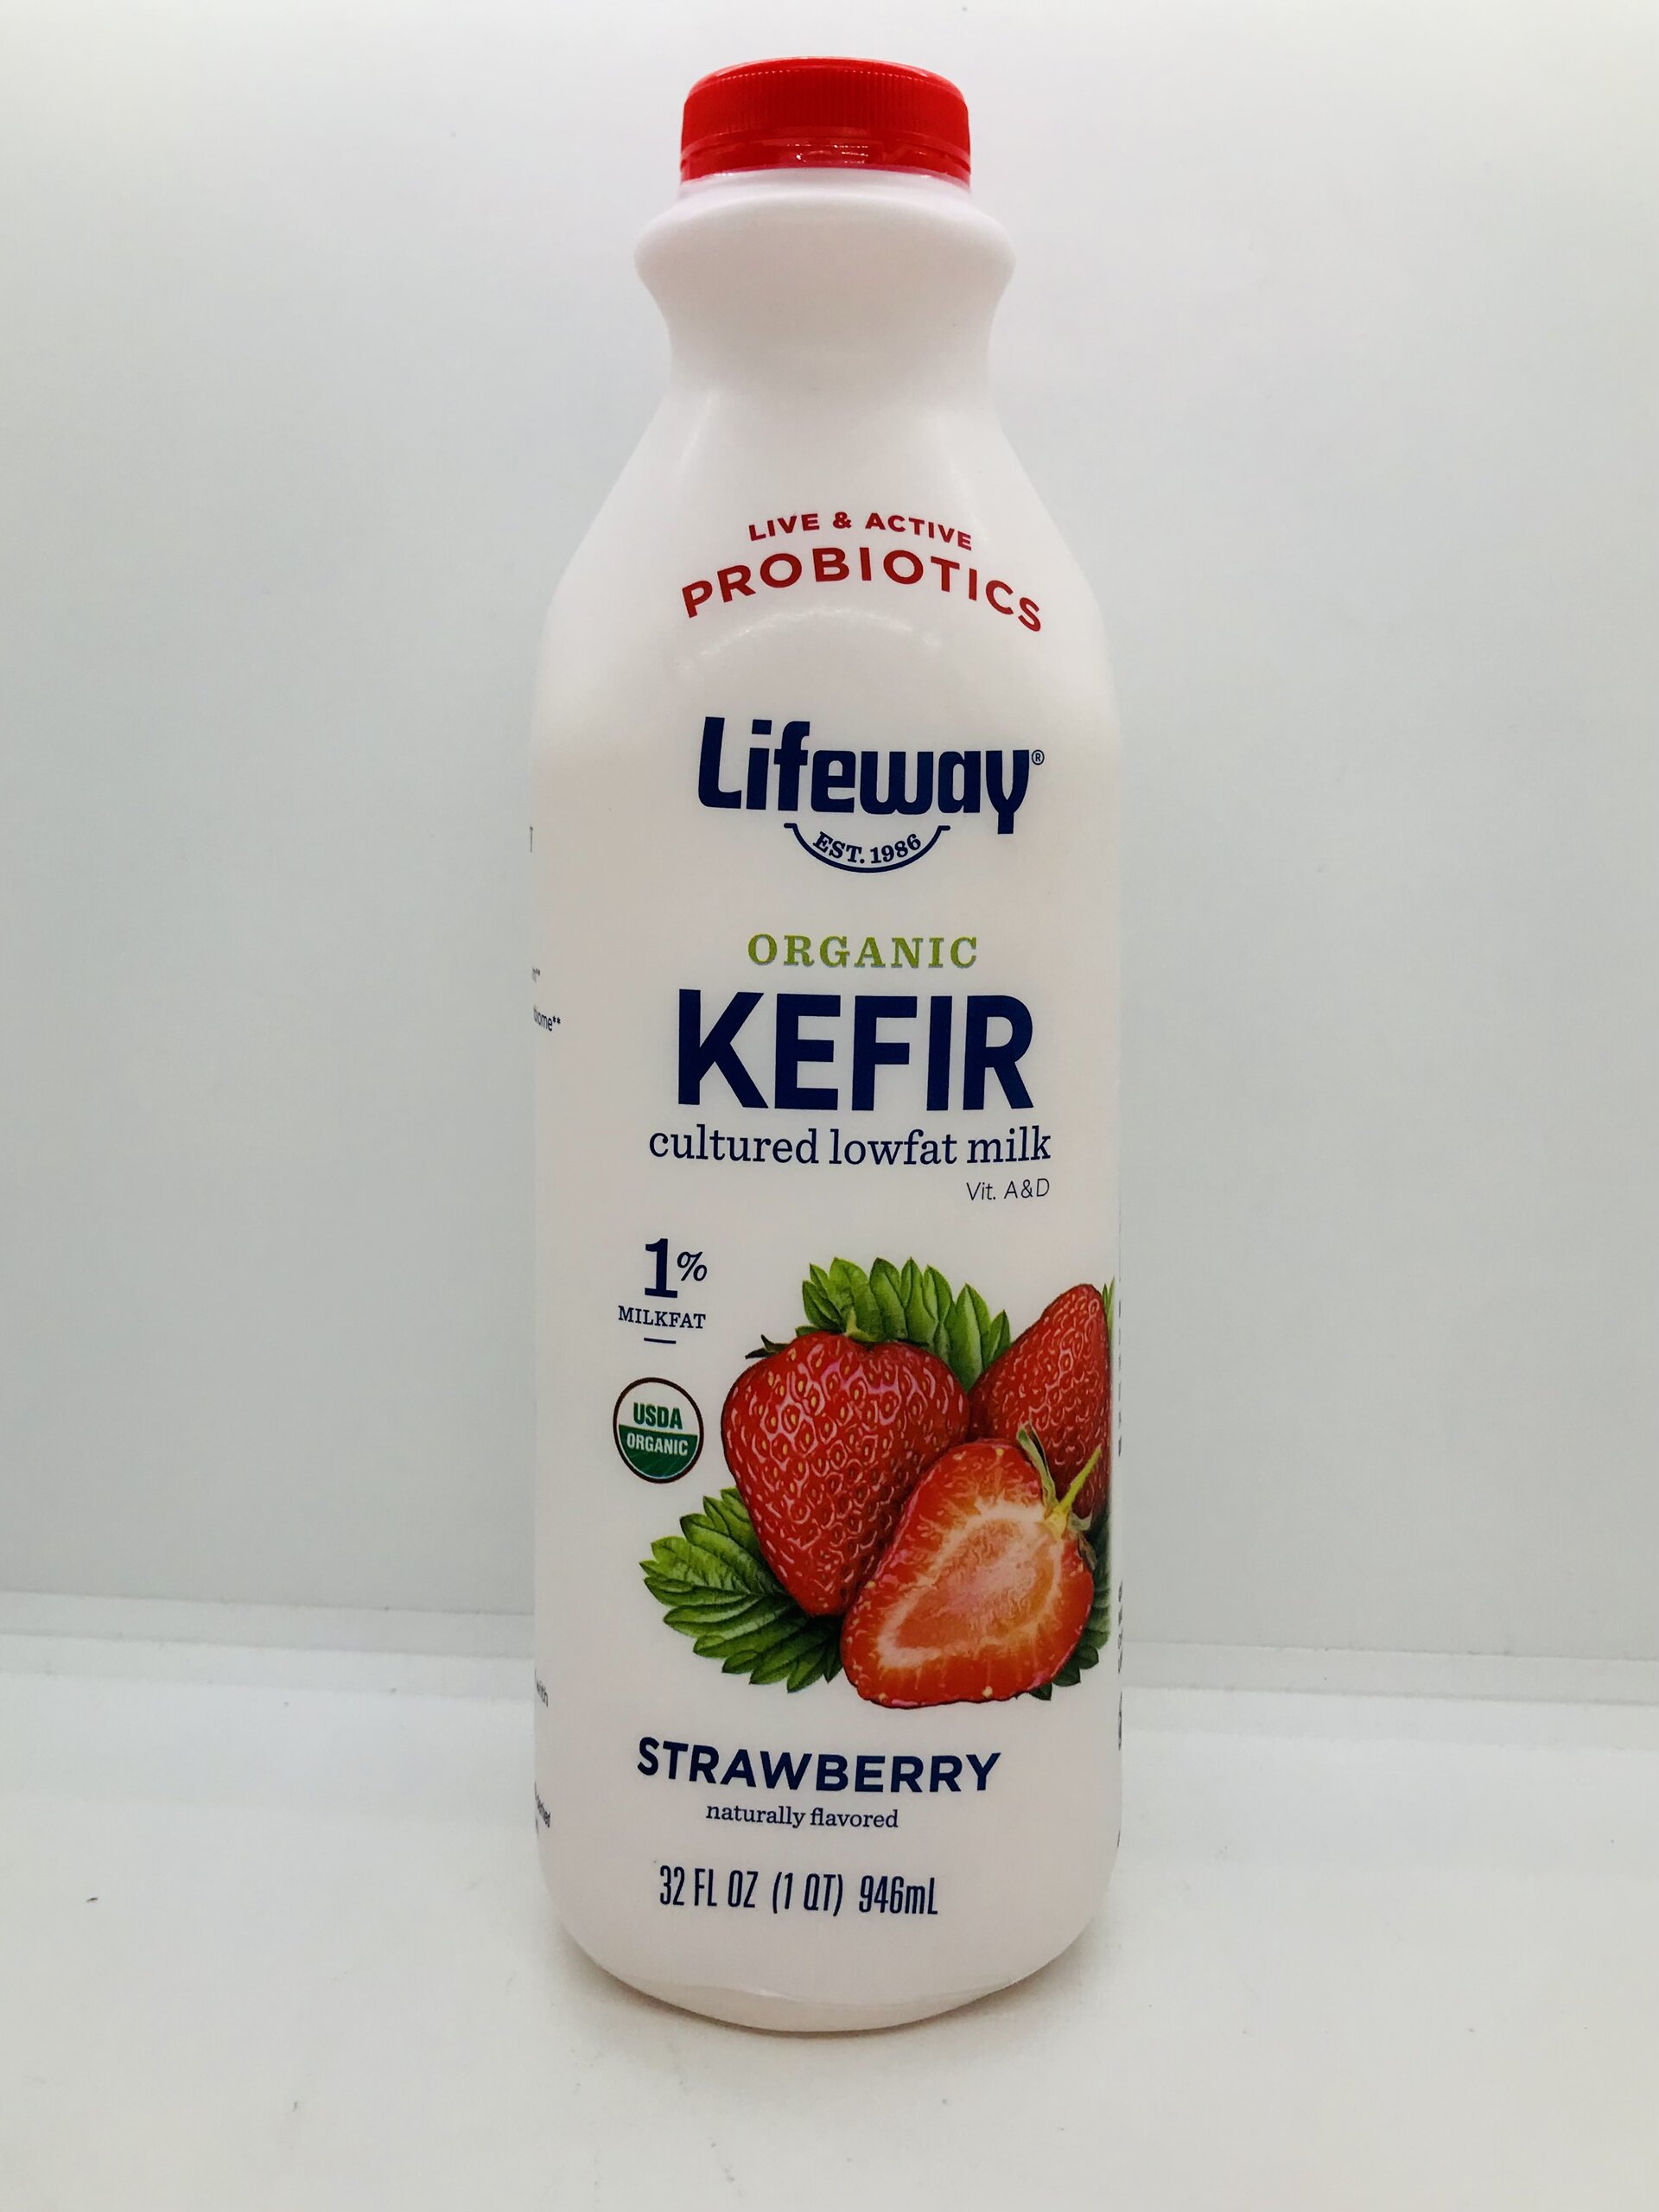 LIVE & ACTIVE
PROBIOTICS
Lifeway®
EST. 1986
ORGANIC
KEFIR
cultured lowfat milk
Vit. A&D
1%
MILKFAT
USDA
ORGANIC
STRAWBERRY
naturally flavored
32 FL OZ (1 QT) 946mL